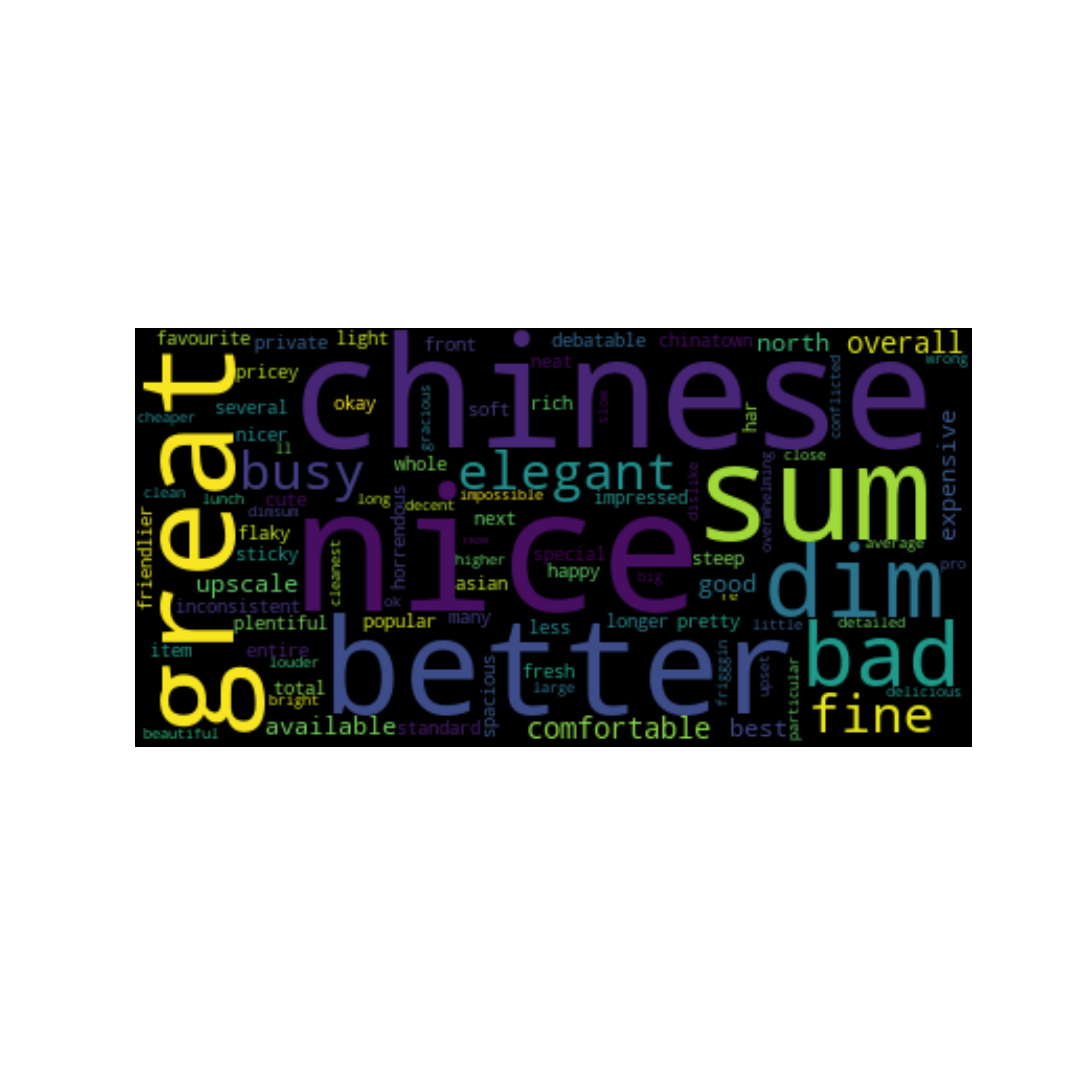 favourite
private
light
front
debatable
chinatown
north
overall
wrong
great
pricey
chinese
neat
cheaper
several
okay
gracious
soft
rich
har
conflicted
nicer
ll
busy
whole
elegant
sum
close
expensive
clean
lunch
cute
long
decent
impossible
impressed
dislike
overwhelming
dimsum
horrendous
nice
next
friendlier
flaky
sticky
cleanest
higher
special
steep
average
dim
pro
upscale
asian
happy
big
good
inconsistent
ok
plentiful
popular
many
less
longer
pretty
little
detailed
item
entire
better
bad
louder
fresh
friggin
upset
particular
total
large
delicious
bright
spacious
fine
beautiful
available
standard
comfortable
best